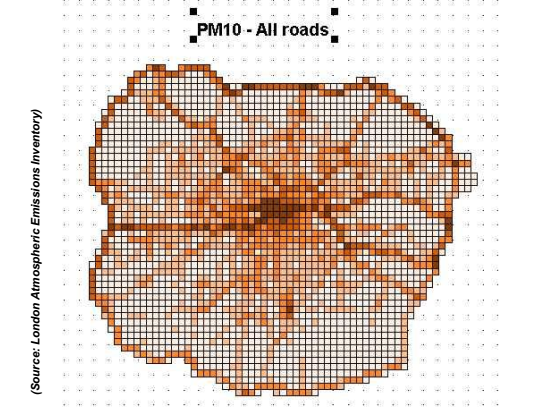 PM10 - All roads
(Source: London Atmospheric Emissions Inventory)